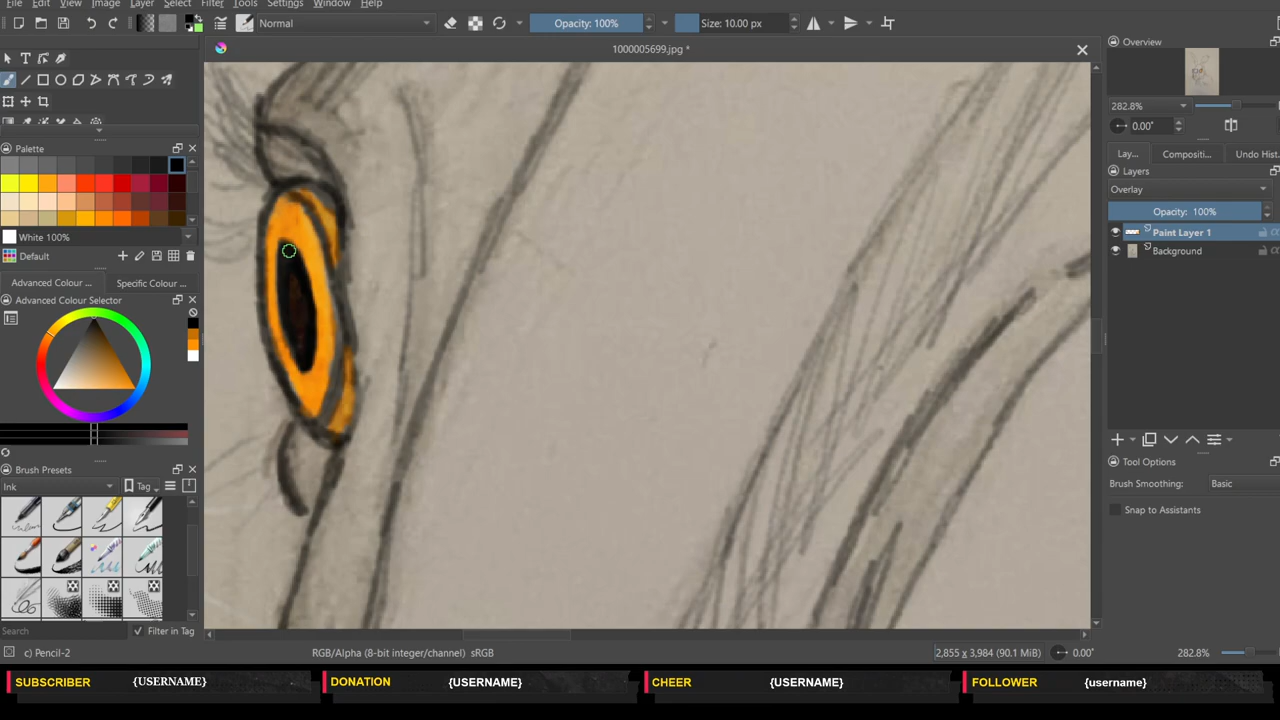 File Edit View Image Layer Select Filter Tools Settings Window Help
Normal Opacity: 100% Size: 10.00 px
1000005699.jpg *
Overview
282.8%
0.00°
Lay... Compositi... Undo Hist...
Layers
Overlay
Opacity: 100%
Paint Layer 1
Background
Tool Options
Brush Smoothing: Basic
Snap to Assistants
Palette
White 100%
Default
Advanced Colour ... Specific Colour ...
Advanced Colour Selector
Brush Presets
Ink Tag
Search Filter in Tag
c) Pencil-2 RGB/Alpha (8-bit integer/channel) sRGB 2,855 x 3,984 (90.1 MiB) 0.00° 282.8%
SUBSCRIBER {USERNAME} DONATION {USERNAME} CHEER {USERNAME} FOLLOWER {username}